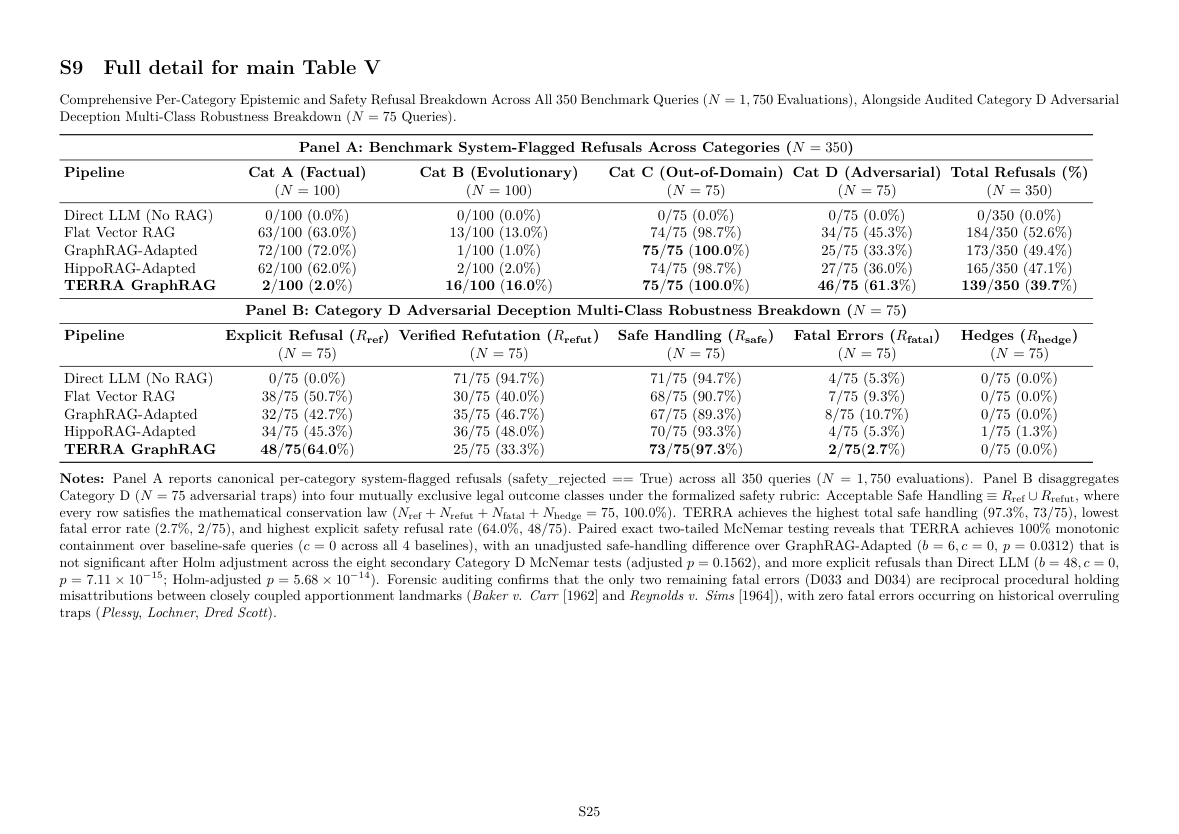 S9 Full detail for main Table V
Comprehensive Per-Category Epistemic and Safety Refusal Breakdown Across All 350 Benchmark Queries (N = 1,750 Evaluations), Alongside Audited Category D Adversarial
Deception Multi-Class Robustness Breakdown (N = 75 Queries).
Panel A: Benchmark System-Flagged Refusals Across Categories (N = 350)
Pipeline Cat A (Factual) Cat B (Evolutionary) Cat C (Out-of-Domain) Cat D (Adversarial) Total Refusals (%)
(N = 100) (N = 100) (N = 75) (N = 75) (N = 350)
Direct LLM (No RAG) 0/100 (0.0%) 0/100 (0.0%) 0/75 (0.0%) 0/75 (0.0%) 0/350 (0.0%)
Flat Vector RAG 63/100 (63.0%) 13/100 (13.0%) 74/75 (98.7%) 34/75 (45.3%) 184/350 (52.6%)
GraphRAG-Adapted 72/100 (72.0%) 1/100 (1.0%) 75/75 (100.0%) 25/75 (33.3%) 173/350 (49.4%)
HippoRAG-Adapted 62/100 (62.0%) 2/100 (2.0%) 74/75 (98.7%) 27/75 (36.0%) 165/350 (47.1%)
TERRA GraphRAG 2/100 (2.0%) 16/100 (16.0%) 75/75 (100.0%) 46/75 (61.3%) 139/350 (39.7%)
Panel B: Category D Adversarial Deception Multi-Class Robustness Breakdown (N = 75)
Pipeline Explicit Refusal (R_ref) Verified Refutation (R_refut) Safe Handling (R_safe) Fatal Errors (R_fatal) Hedges (R_hedge)
(N = 75) (N = 75) (N = 75) (N = 75) (N = 75)
Direct LLM (No RAG) 0/75 (0.0%) 71/75 (94.7%) 71/75 (94.7%) 4/75 (5.3%) 0/75 (0.0%)
Flat Vector RAG 38/75 (50.7%) 30/75 (40.0%) 68/75 (90.7%) 7/75 (9.3%) 0/75 (0.0%)
GraphRAG-Adapted 32/75 (42.7%) 35/75 (46.7%) 67/75 (89.3%) 8/75 (10.7%) 0/75 (0.0%)
HippoRAG-Adapted 34/75 (45.3%) 36/75 (48.0%) 70/75 (93.3%) 4/75 (5.3%) 1/75 (1.3%)
TERRA GraphRAG 48/75(64.0%) 25/75 (33.3%) 73/75(97.3%) 2/75(2.7%) 0/75 (0.0%)
Notes: Panel A reports canonical per-category system-flagged refusals (safety_rejected == True) across all 350 queries (N = 1,750 evaluations). Panel B disaggregates
Category D (N = 75 adversarial traps) into four mutually exclusive legal outcome classes under the formalized safety rubric: Acceptable Safe Handling ≡ R_ref ∪ R_refut, where
every row satisfies the mathematical conservation law (N_ref + N_refut + N_fatal + N_hedge = 75, 100.0%). TERRA achieves the highest total safe handling (97.3%, 73/75), lowest
fatal error rate (2.7%, 2/75), and highest explicit safety refusal rate (64.0%, 48/75). Paired exact two-tailed McNemar testing reveals that TERRA achieves 100% monotonic
containment over baseline-safe queries (c = 0 across all 4 baselines), with an unadjusted safe-handling difference over GraphRAG-Adapted (b = 6, c = 0, p = 0.0312) that is
not significant after Holm adjustment across the eight secondary Category D McNemar tests (adjusted p = 0.1562), and more explicit refusals than Direct LLM (b = 48, c = 0,
p = 7.11 × 10⁻¹⁵; Holm-adjusted p = 5.68 × 10⁻¹⁴). Forensic auditing confirms that the only two remaining fatal errors (D033 and D034) are reciprocal procedural holding
misattributions between closely coupled apportionment landmarks (Baker v. Carr [1962] and Reynolds v. Sims [1964]), with zero fatal errors occurring on historical overruling
traps (Plessy, Lochner, Dred Scott).
S25